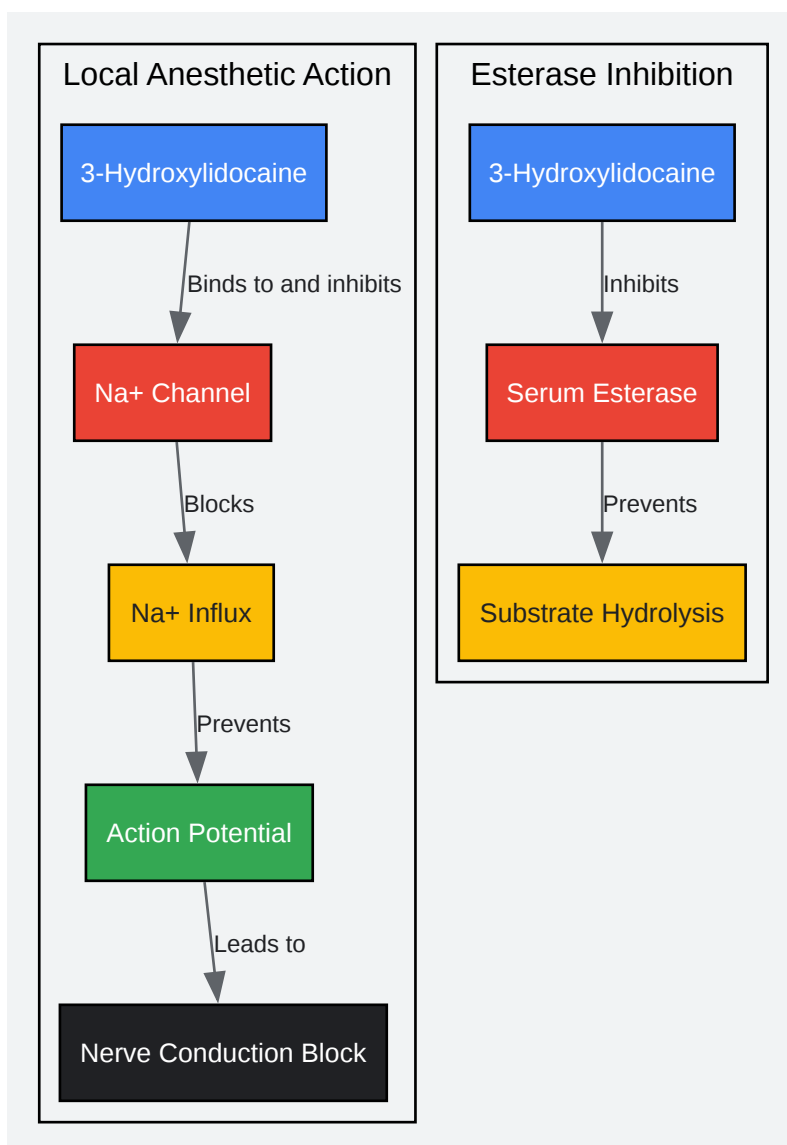 Local Anesthetic Action
3-Hydroxylidocaine
Binds to and inhibits
Na+ Channel
Blocks
Na+ Influx
Prevents
Action Potential
Leads to
Nerve Conduction Block
Esterase Inhibition
3-Hydroxylidocaine
Inhibits
Serum Esterase
Prevents
Substrate Hydrolysis